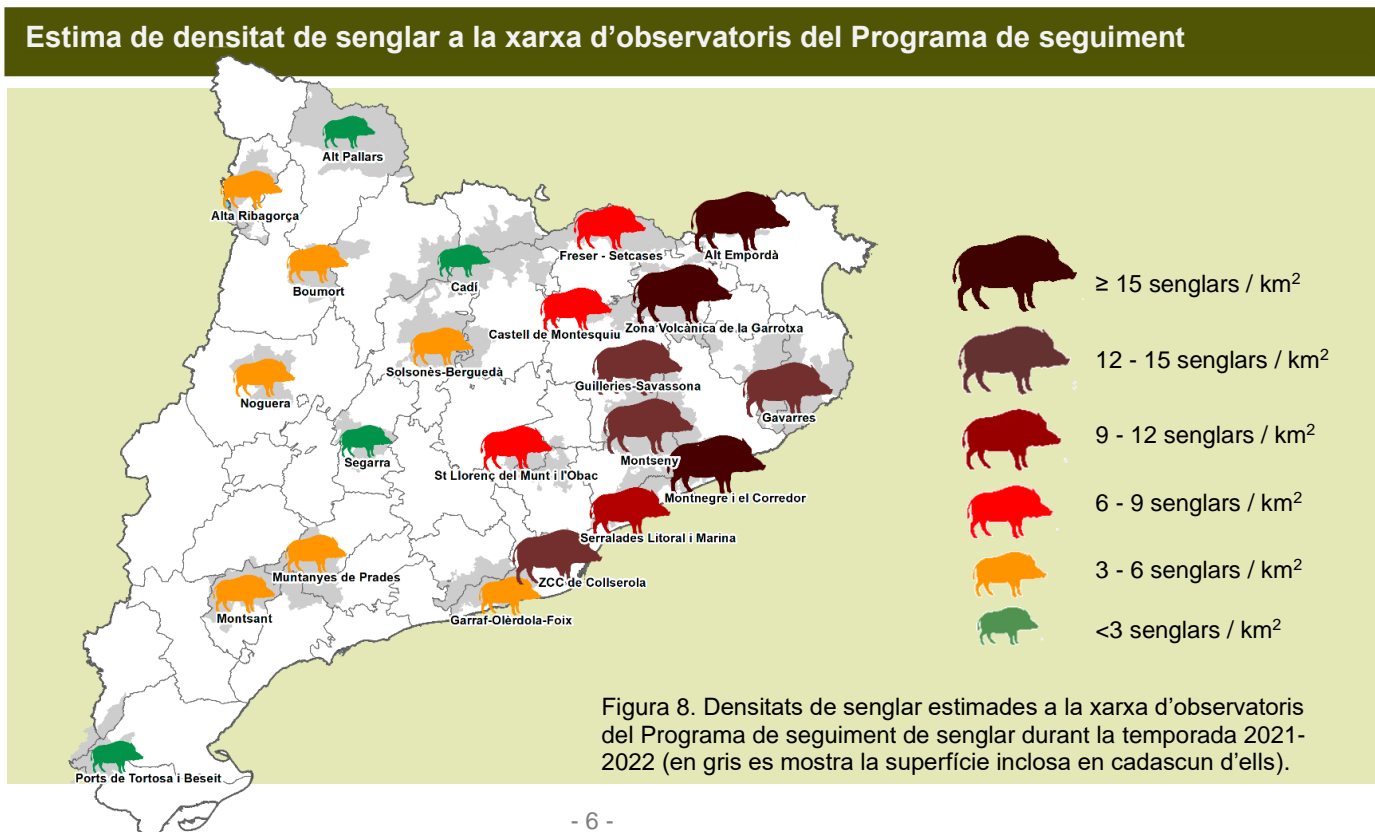 Estima de densitat de senglar a la xarxa d'observatoris del Programa de seguiment
Alt Pallars
Alta Ribagorça
Freser - Setcases
Alt Empordà
Boumort
Cadí
Castell de Montesquiu
Zona Volcànica de la Garrotxa
Solsonès-Berguedà
Guilleries-Savassona
Noguera
Gavarres
Segarra
St Llorenç del Munt i l'Obac
Montseny
Montnegre i el Corredor
Serralades Litoral i Marina
Muntanyes de Prades
ZCC de Collserola
Montsant
Garraf-Olèrdola-Foix
Ports de Tortosa i Beseit
≥ 15 senglars / km²
12 - 15 senglars / km²
9 - 12 senglars / km²
6 - 9 senglars / km²
3 - 6 senglars / km²
<3 senglars / km²
Figura 8. Densitats de senglar estimades a la xarxa d'observatoris
del Programa de seguiment de senglar durant la temporada 2021-
2022 (en gris es mostra la superfície inclosa en cadascun d'ells).
- 6 -